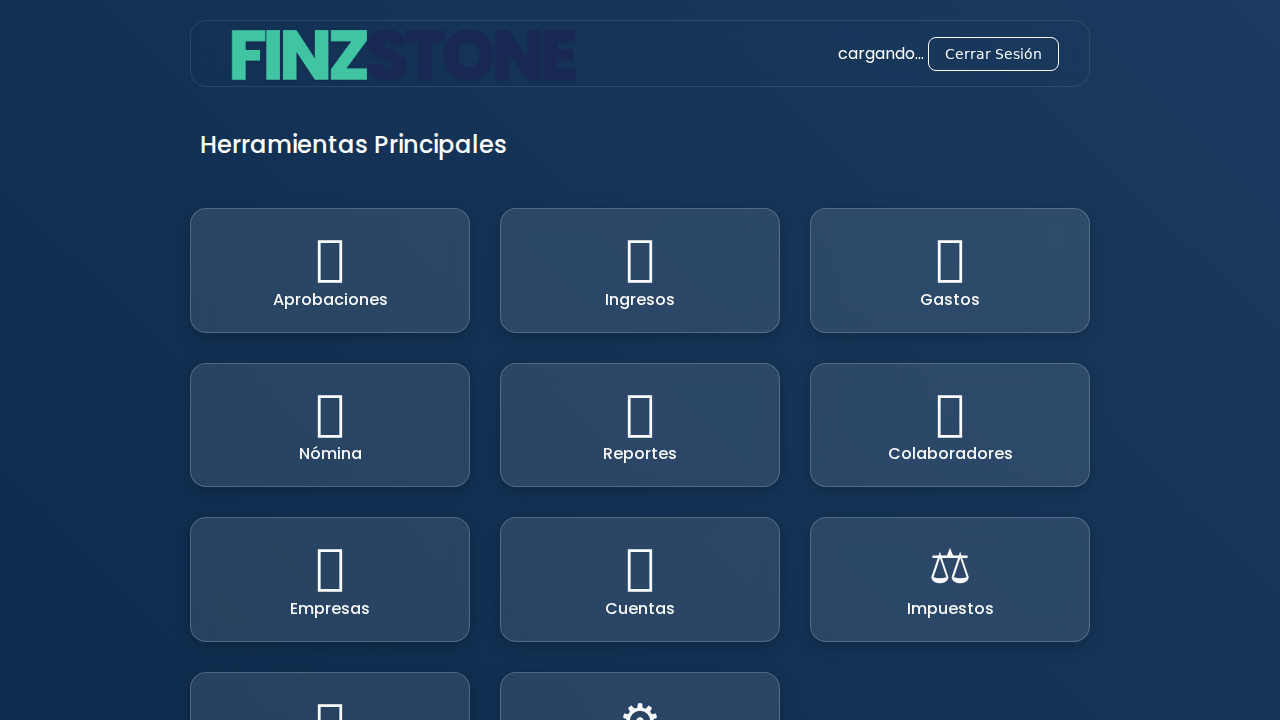 FINZSTONE
cargando... Cerrar Sesión
Herramientas Principales
Aprobaciones
Ingresos
Gastos
Nómina
Reportes
Colaboradores
Empresas
Cuentas
Impuestos